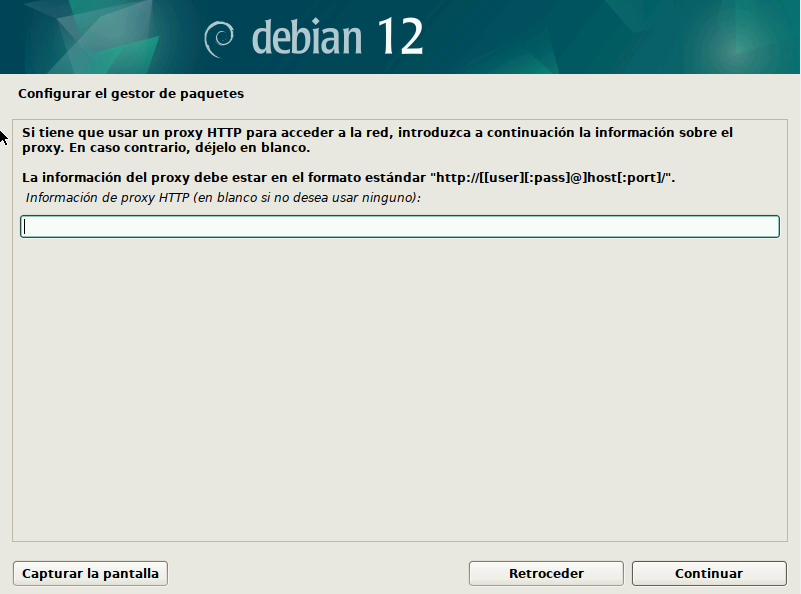 debian 12
Configurar el gestor de paquetes
Si tiene que usar un proxy HTTP para acceder a la red, introduzca a continuación la información sobre el
proxy. En caso contrario, déjelo en blanco.
La información del proxy debe estar en el formato estándar "http://[[user][:pass]@]host[:port]/".
Información de proxy HTTP (en blanco si no desea usar ninguno):
Capturar la pantalla
Retroceder
Continuar